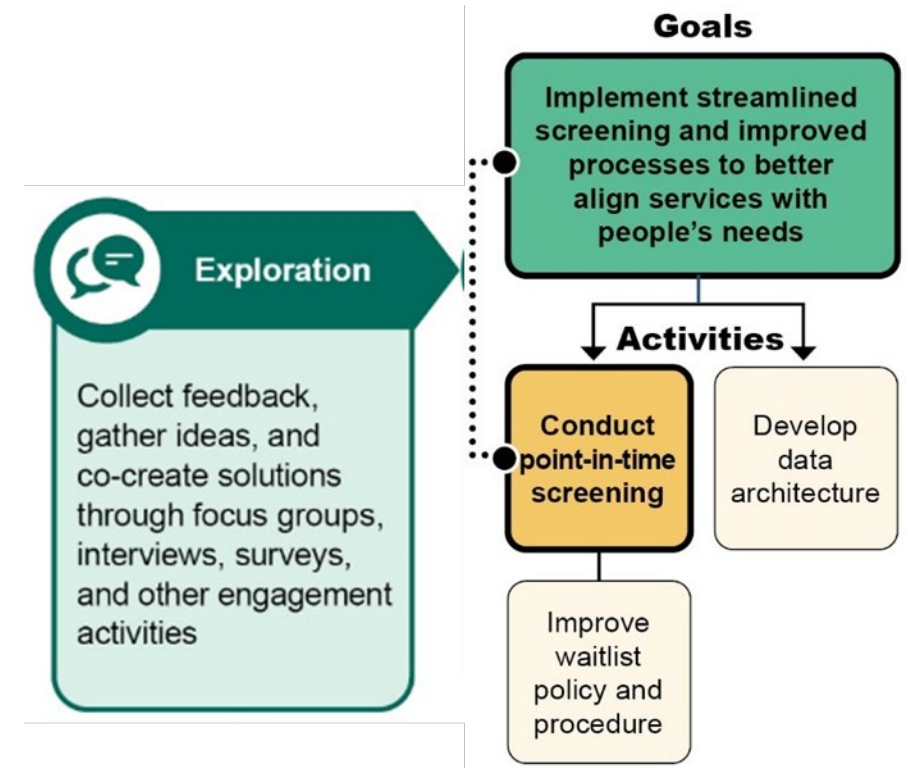 Exploration
Collect feedback,
gather ideas, and
co-create solutions
through focus groups,
interviews, surveys,
and other engagement
activities
Goals
Implement streamlined
screening and improved
processes to better
align services with
people’s needs
Activities
Conduct
point-in-time
screening
Develop
data
architecture
Improve
waitlist
policy and
procedure